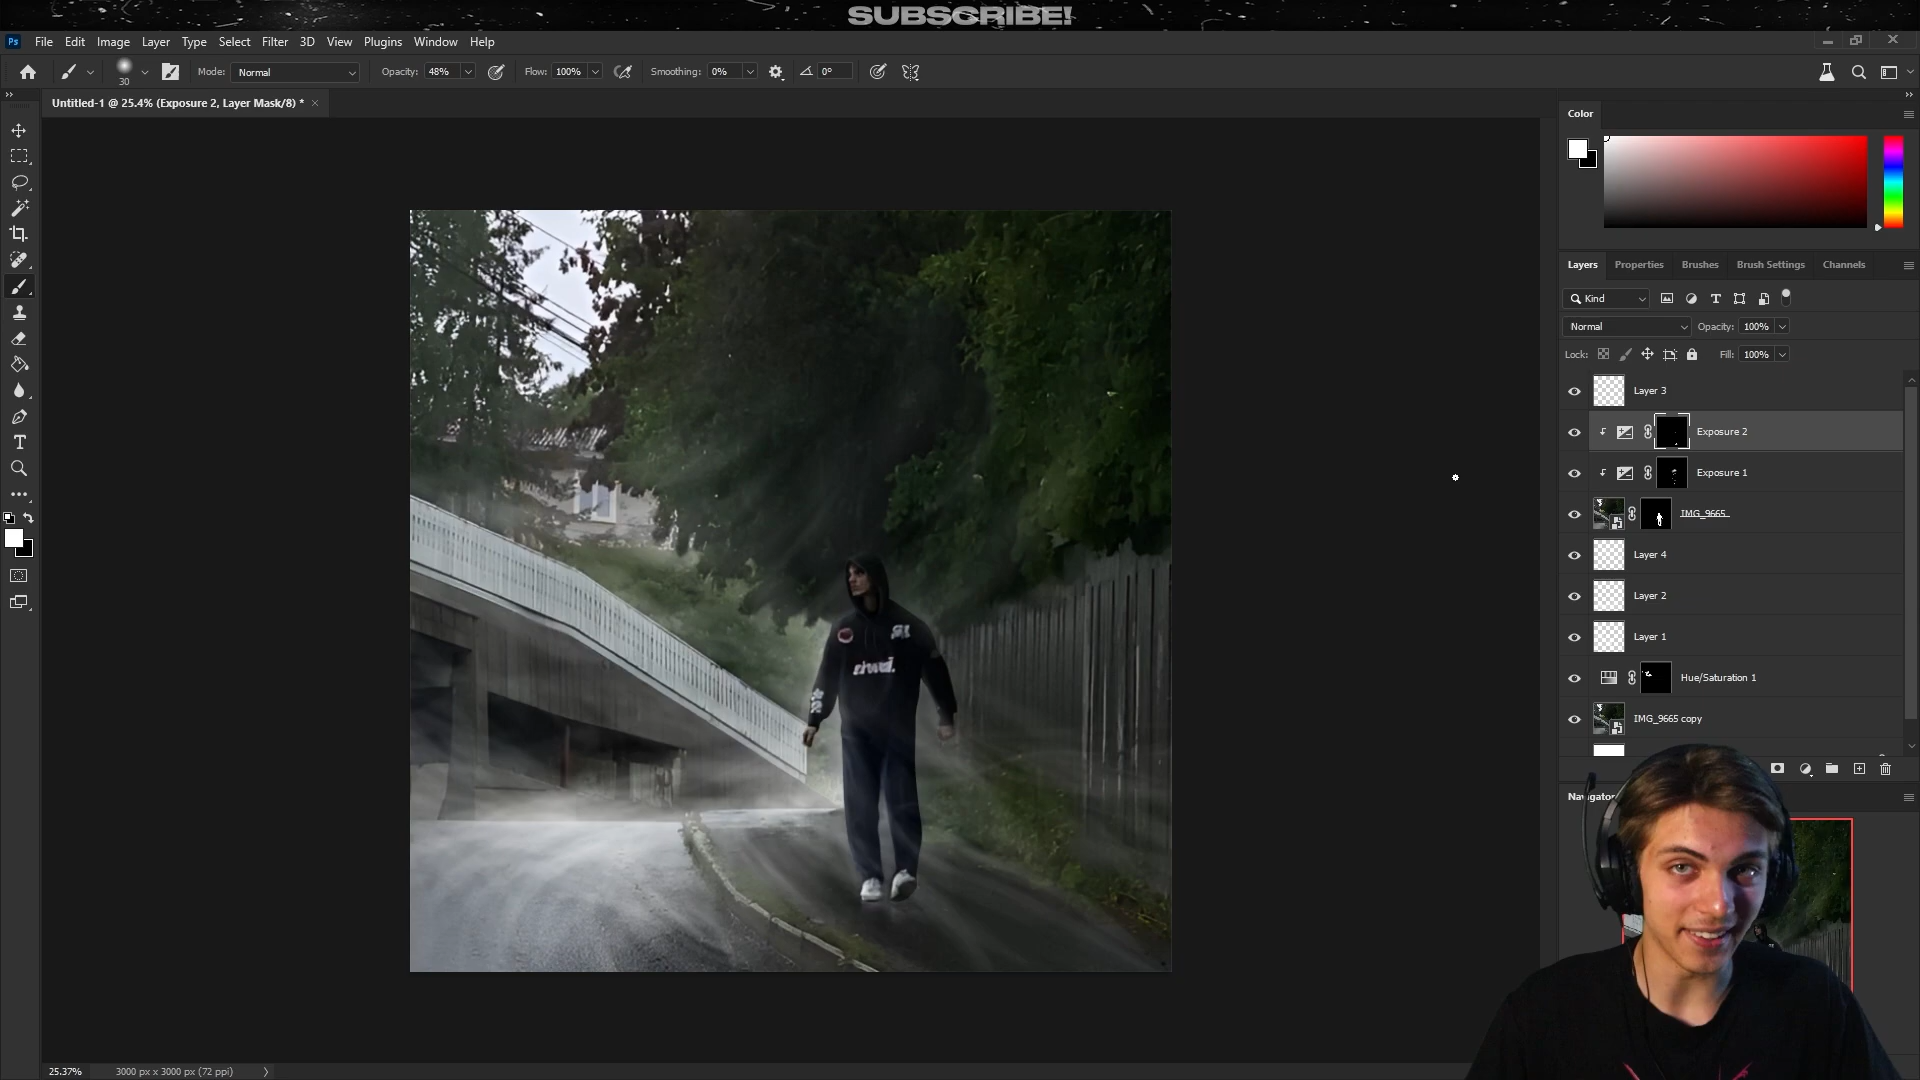 SUBSCRIBE!
Ps File Edit Image Layer Type Select Filter 3D View Plugins Window Help
30 Mode: Normal Opacity: 48% Flow: 100% Smoothing: 0% 0°
Untitled-1 @ 25.4% (Exposure 2, Layer Mask/8) *
Color
Layers Properties Brushes Brush Settings Channels
Kind
Normal Opacity: 100%
Lock: Fill: 100%
Layer 3
Exposure 2
Exposure 1
IMG_9665
Layer 4
Layer 2
Layer 1
Hue/Saturation 1
IMG_9665 copy
Navigator
25.37% 3000 px x 3000 px (72 ppi)